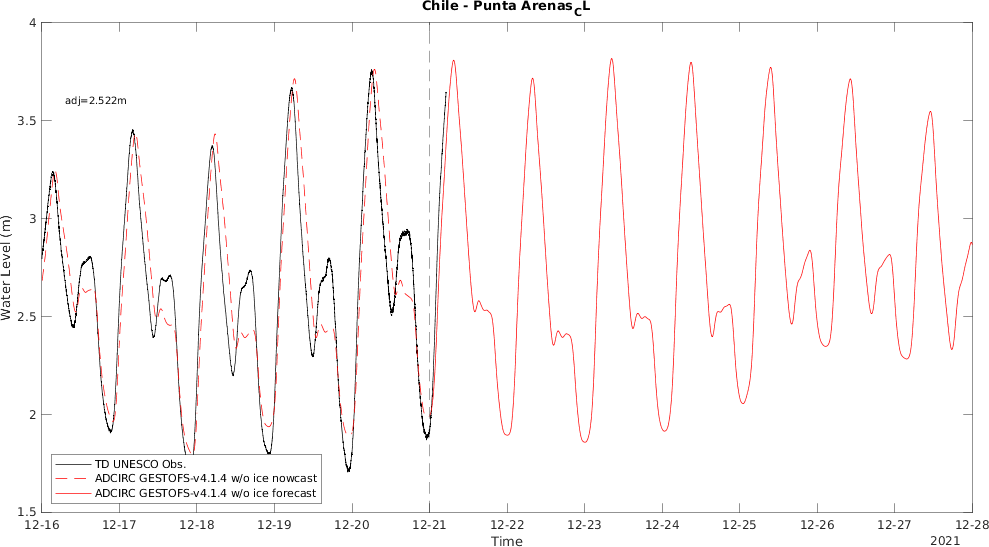 Chile - Punta Arenas_CL
4
adj=2.522m
3.5
3
Water Level (m)
2.5
2
TD UNESCO Obs.
ADCIRC GESTOFS-v4.1.4 w/o ice nowcast
ADCIRC GESTOFS-v4.1.4 w/o ice forecast
1.5
12-16 12-17 12-18 12-19 12-20 12-21 12-22 12-23 12-24 12-25 12-26 12-27 12-28
Time
2021